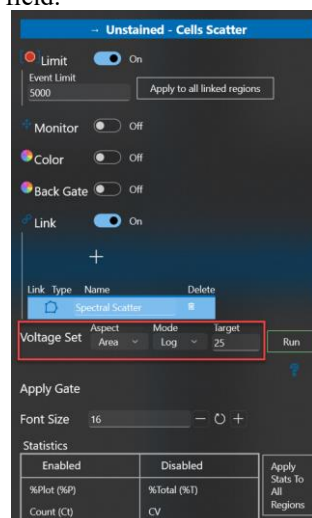 field.
→ Unstained - Cells Scatter
Limit On
Event Limit
5000 Apply to all linked regions
Monitor Off
Color Off
Back Gate Off
Link On
+
Link Type Name Delete
Spectral Scatter
Voltage Set Aspect Mode Target
Area Log 25 Run
?
Apply Gate
Font Size 16 − +
Statistics
Enabled Disabled Apply Stats To All Regions
%Plot (%P) %Total (%T)
Count (Ct) CV